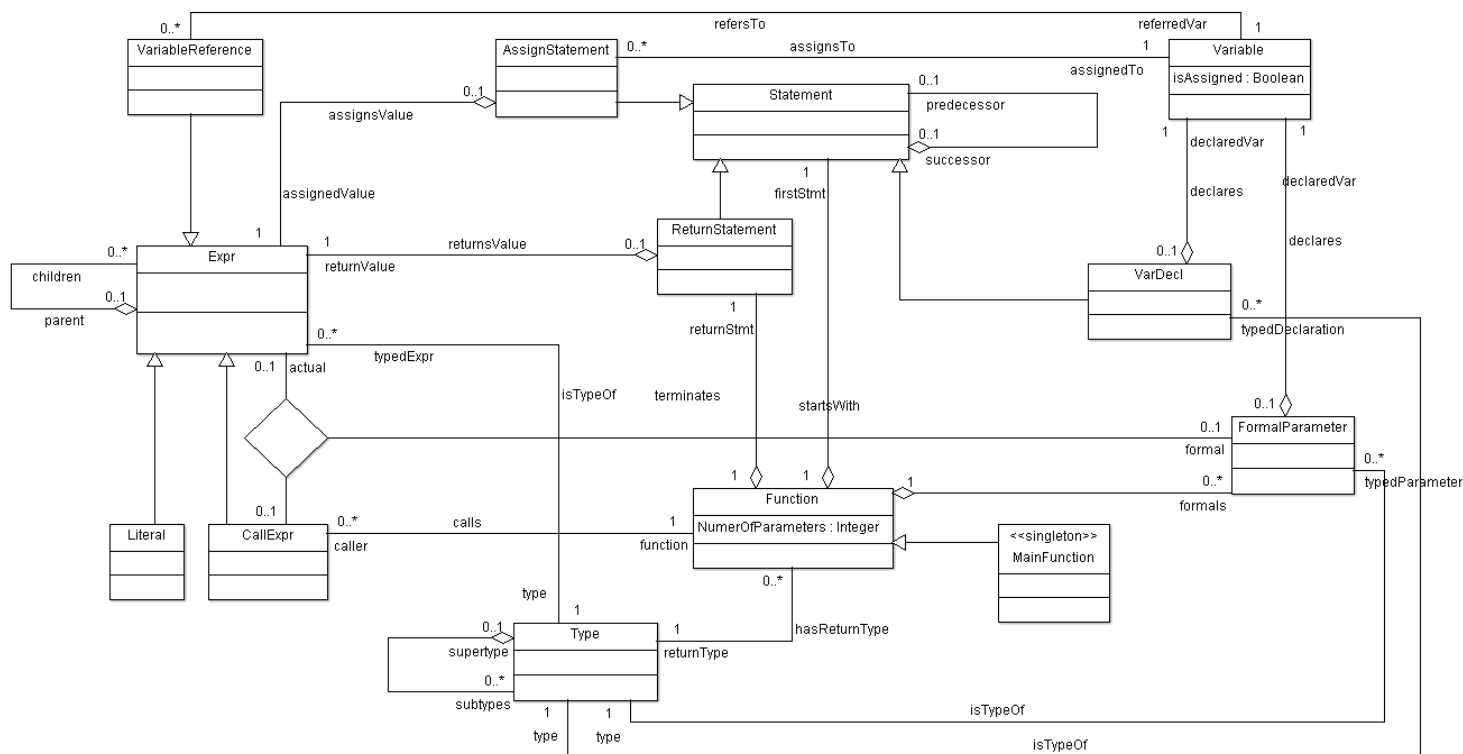 0..*
refersTo
referredVar
1
VariableReference
AssignStatement
0..*
assignsTo
1
Variable
assignedTo
isAssigned : Boolean
0..1
assignsValue
Statement
0..1
predecessor
0..1
successor
1
declaredVar
1
declares
declaredVar
declares
1
firstStmt
assignedValue
1
1
returnValue
returnsValue
0..1
ReturnStatement
0..*
children
Expr
0..1
parent
0..1
VarDecl
0..*
typedDeclaration
1
returnStmt
0..*
typedExpr
0..1
actual
isTypeOf
terminates
startsWith
0..1
FormalParameter
0..1
formal
0..*
typedParameter
1
1
Function
1
0..*
formals
NumerOfParameters : Integer
0..1
Literal
CallExpr
0..*
calls
1
caller
function
<<singleton>>
MainFunction
0..*
type
1
hasReturnType
0..1
supertype
Type
1
returnType
0..*
subtypes
1
type
1
type
isTypeOf
isTypeOf